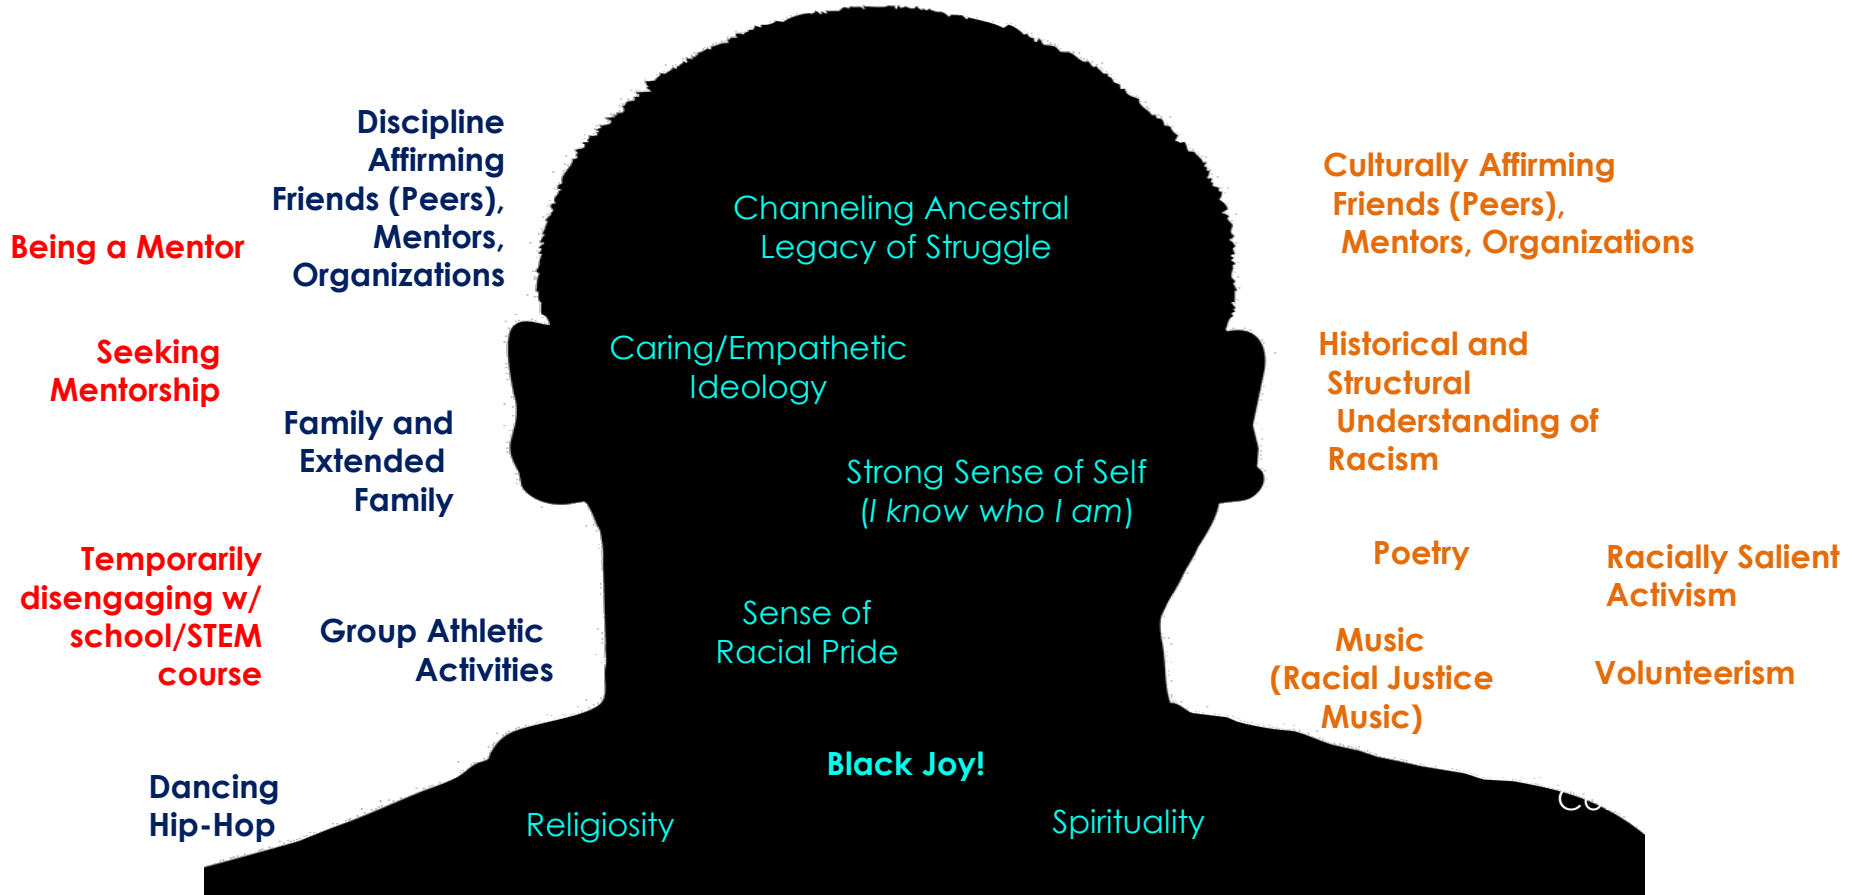 Discipline
Affirming
Friends (Peers),
Mentors,
Organizations
Being a Mentor
Seeking
Mentorship
Family and
Extended
Family
Temporarily
disengaging w/
school/STEM
course
Group Athletic
Activities
Dancing
Hip-Hop
Channeling Ancestral
Legacy of Struggle
Caring/Empathetic
Ideology
Strong Sense of Self
(I know who I am)
Sense of
Racial Pride
Black Joy!
Religiosity
Spirituality
Culturally Affirming
Friends (Peers),
Mentors, Organizations
Historical and
Structural
Understanding of
Racism
Poetry
Racially Salient
Activism
Music
(Racial Justice
Music)
Volunteerism